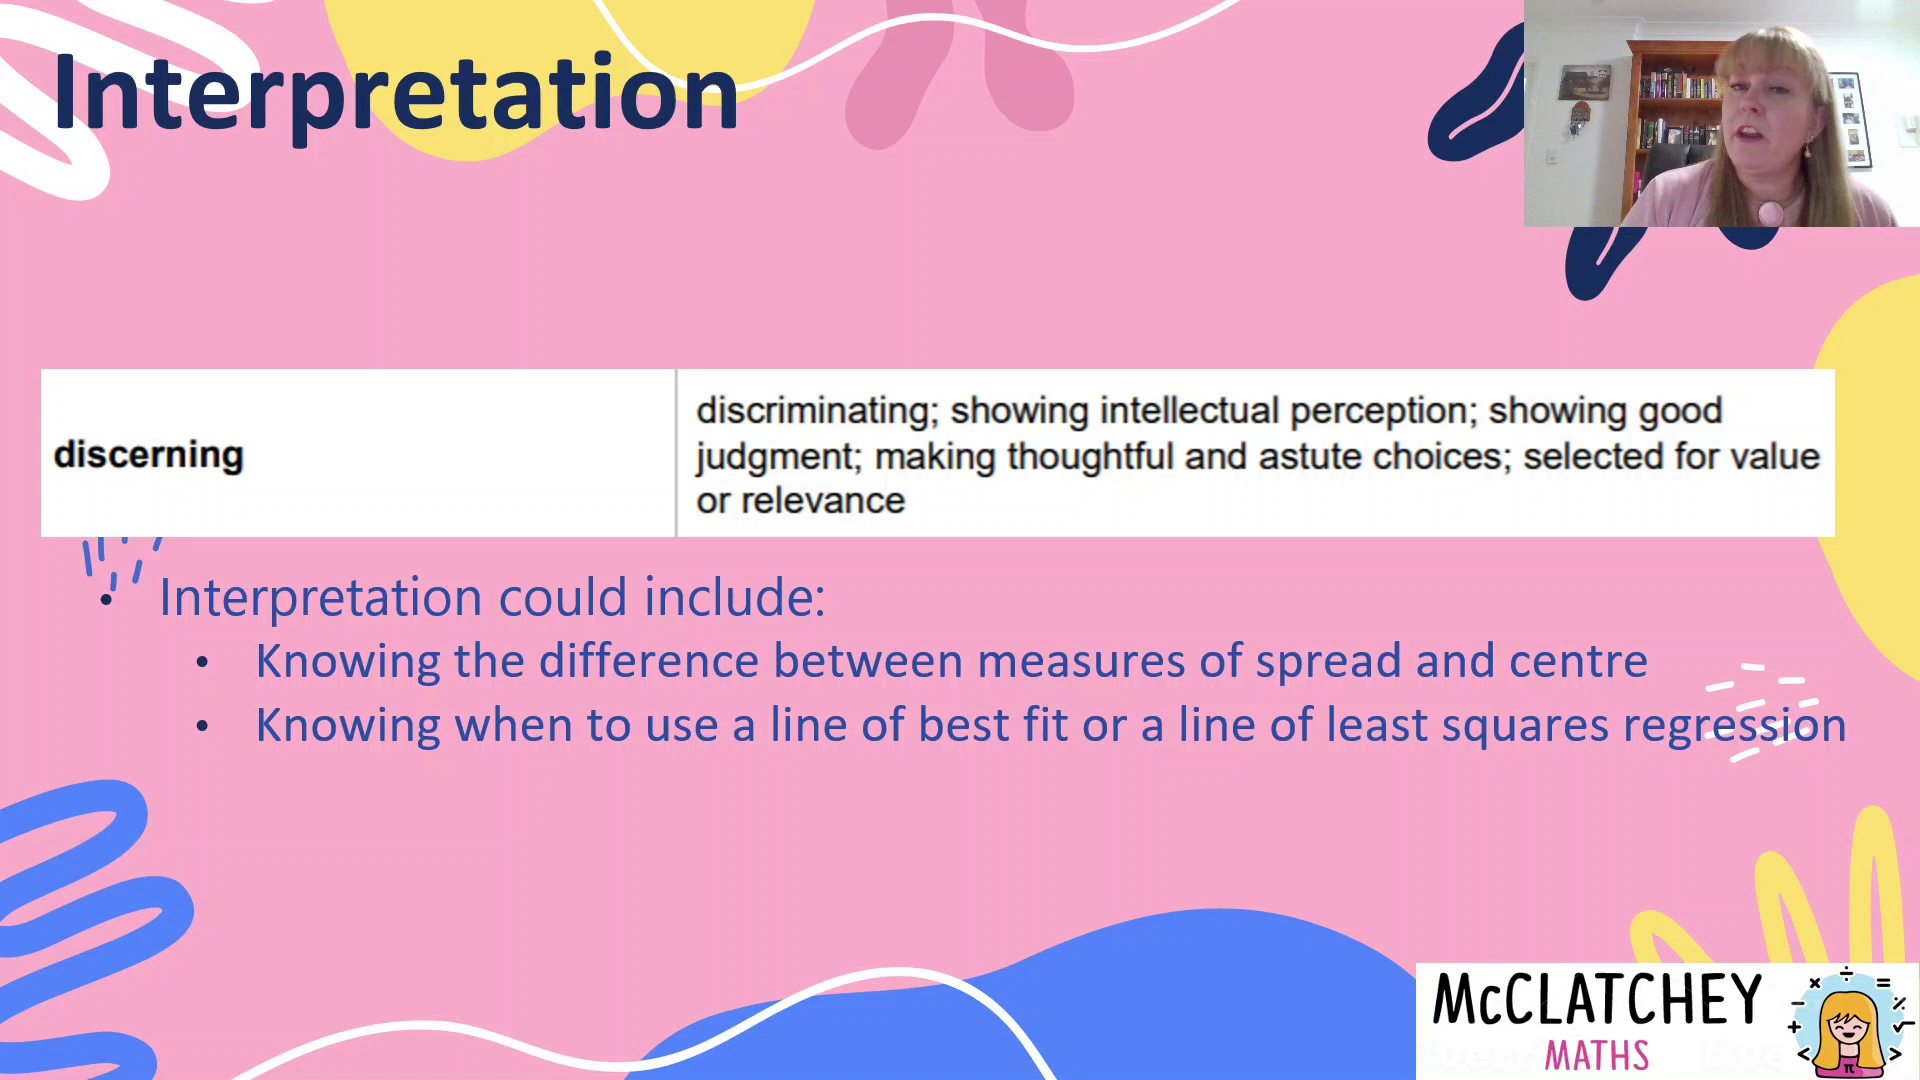 Interpretation
discerning
discriminating; showing intellectual perception; showing good
judgment; making thoughtful and astute choices; selected for value
or relevance
• Interpretation could include:
• Knowing the difference between measures of spread and centre
• Knowing when to use a line of best fit or a line of least squares regression
McCLATCHEY
MATHS